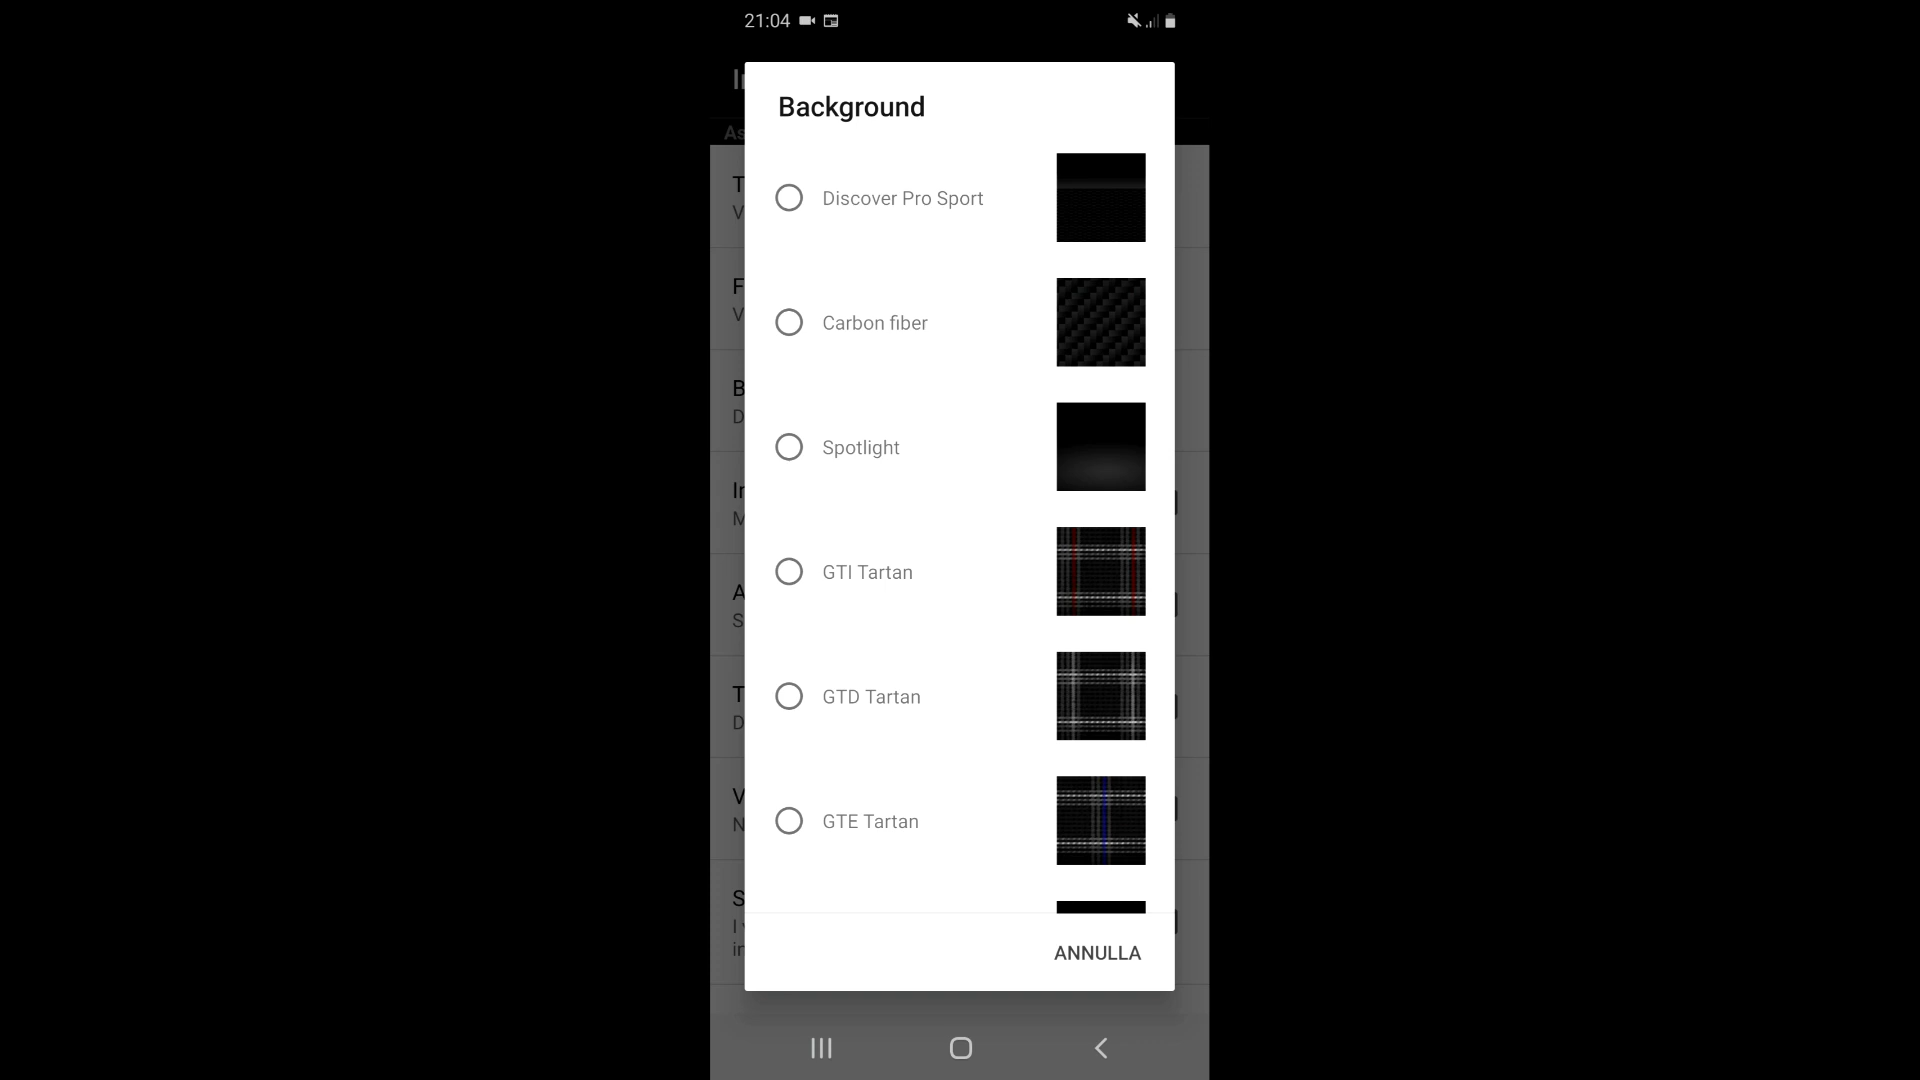 21:04
Background
Discover Pro Sport
Carbon fiber
Spotlight
GTI Tartan
GTD Tartan
GTE Tartan
ANNULLA